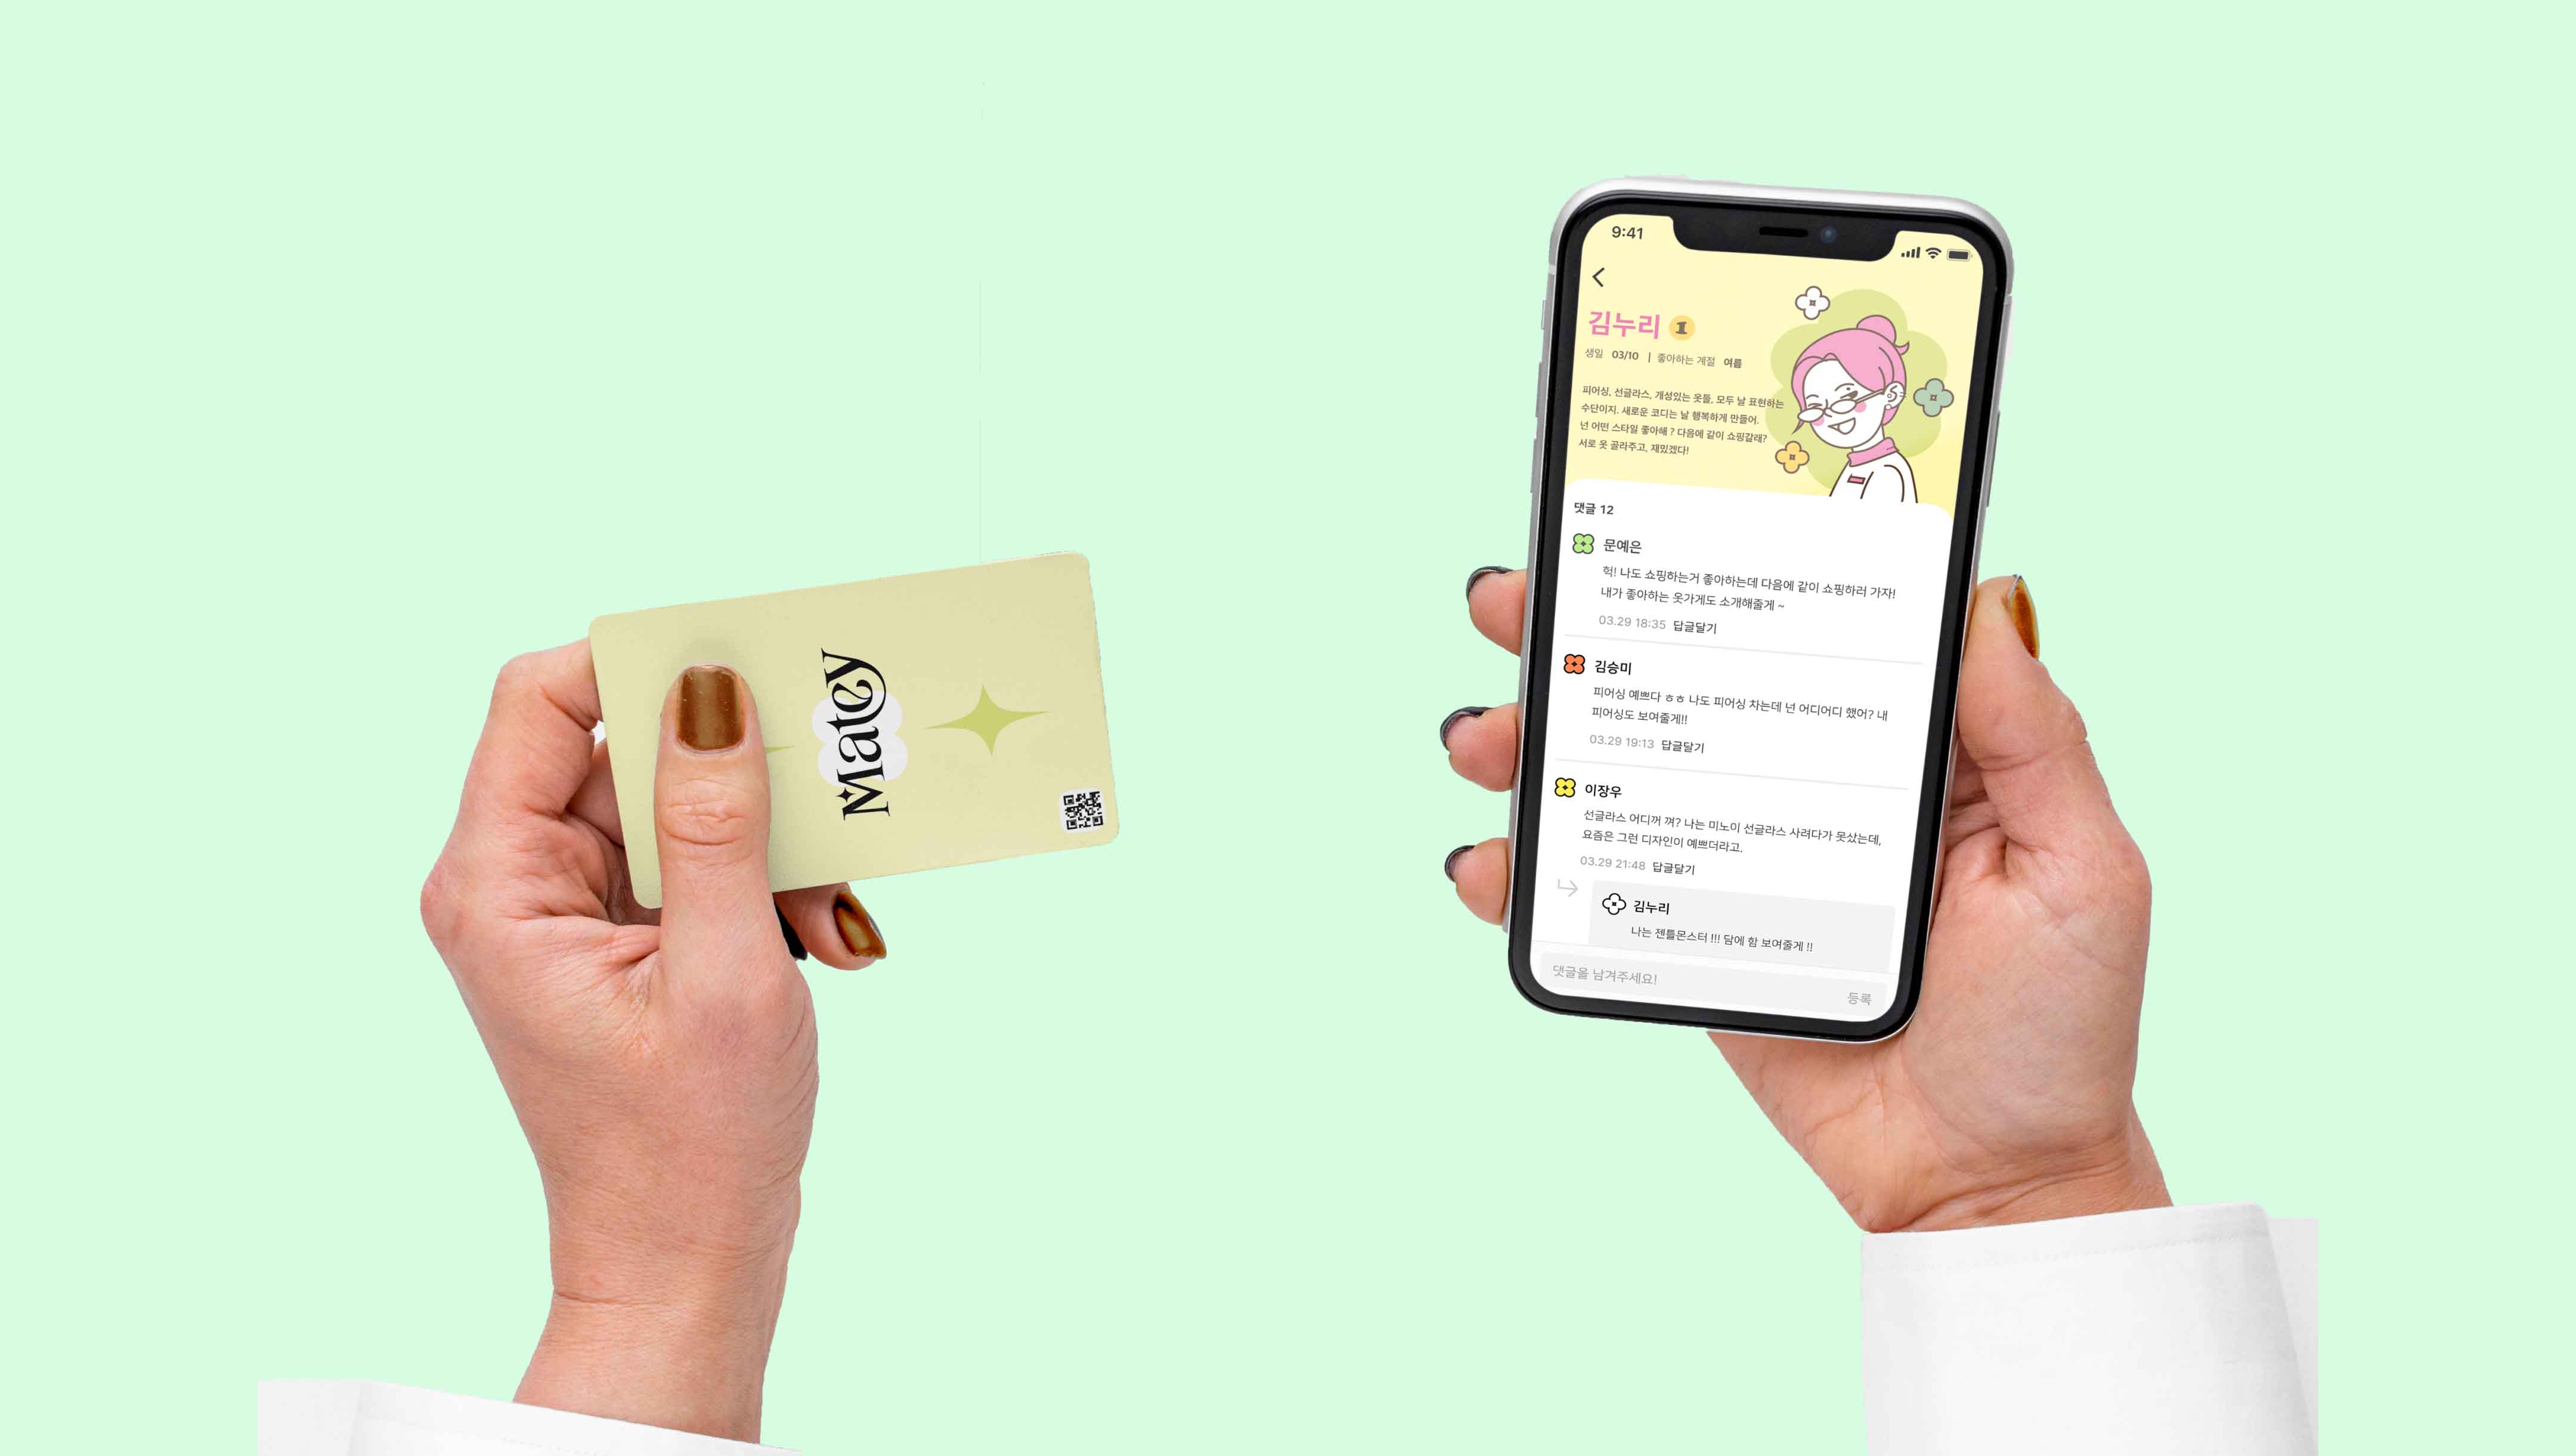 Matey
9:41
김누리 1
생일 03/10 | 좋아하는 계절 여름
피어싱, 선글라스, 개성있는 옷들, 모두 날 표현하는
수단이지. 새로운 코디는 날 행복하게 만들어.
넌 어떤 스타일 좋아해 ? 다음에 같이 쇼핑갈래?
서로 옷 골라주고, 재밌겠다!
댓글 12
문예은
헉! 나도 쇼핑하는거 좋아하는데 다음에 같이 쇼핑하러 가자!
내가 좋아하는 옷가게도 소개해줄게 ~
03.29 18:35 답글달기
김승미
피어싱 예쁘다 ㅎㅎ 나도 피어싱 차는데 넌 어디어디 했어? 내
피어싱도 보여줄게!!
03.29 19:13 답글달기
이장우
선글라스 어디꺼 껴? 나는 미노이 선글라스 사려다가 못샀는데,
요즘은 그런 디자인이 예쁘더라고.
03.29 21:48 답글달기
김누리
나는 젠틀몬스터 !!! 담에 함 보여줄게 !!
댓글을 남겨주세요!
등록